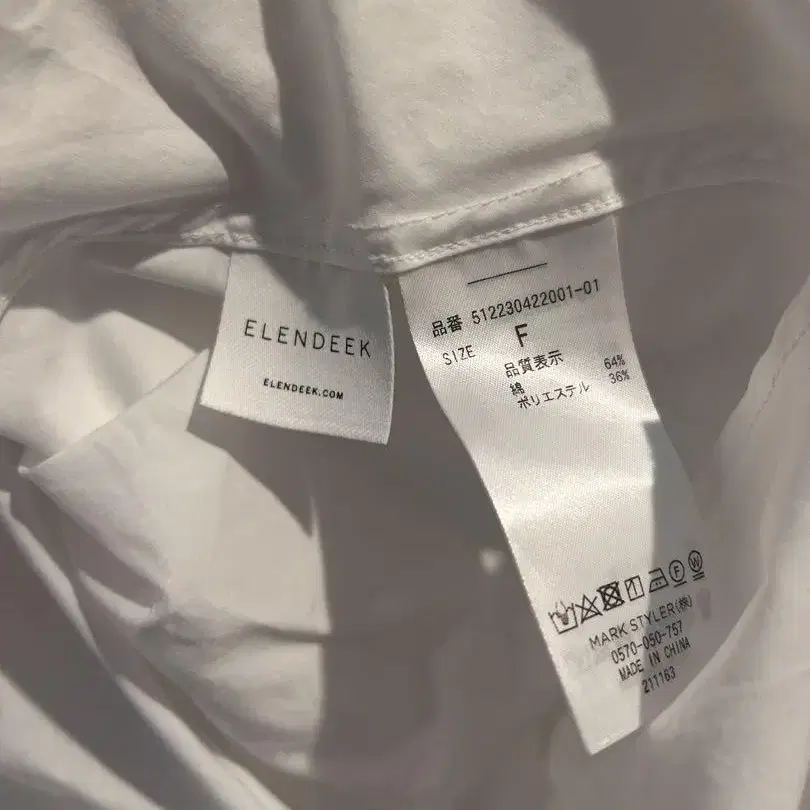 ELENDEEK
ELENDEEK.COM
品番 512230422001-01
SIZE F
品質表示
綿 64%
ポリエステル 36%
F W
MARK STYLER(株)
0570-050-757
MADE IN CHINA
211163